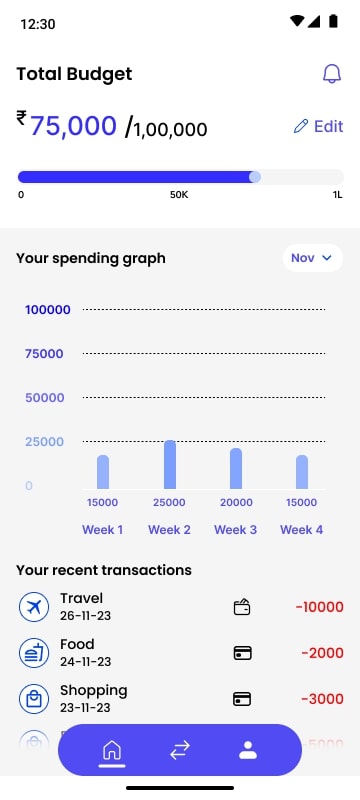 12:30
Total Budget
₹75,000 /1,00,000
Edit
0 50K 1L
Your spending graph
Nov
100000
75000
50000
25000
0
15000 25000 20000 15000
Week 1 Week 2 Week 3 Week 4
Your recent transactions
Travel
26-11-23
-10000
Food
24-11-23
-2000
Shopping
23-11-23
-3000
-5000